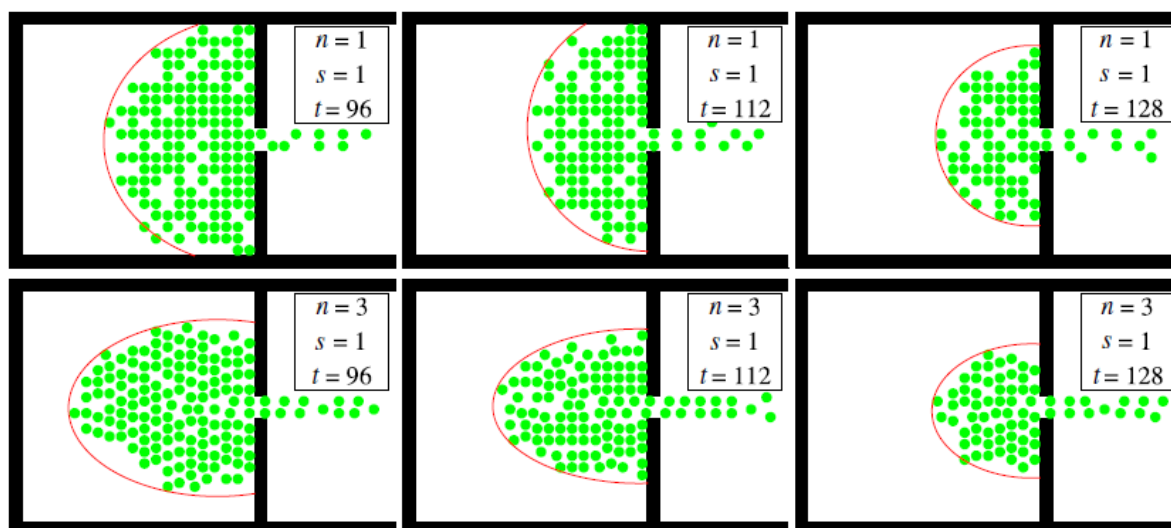 n = 1
s = 1
t = 96
n = 1
s = 1
t = 112
n = 1
s = 1
t = 128
n = 3
s = 1
t = 96
n = 3
s = 1
t = 112
n = 3
s = 1
t = 128